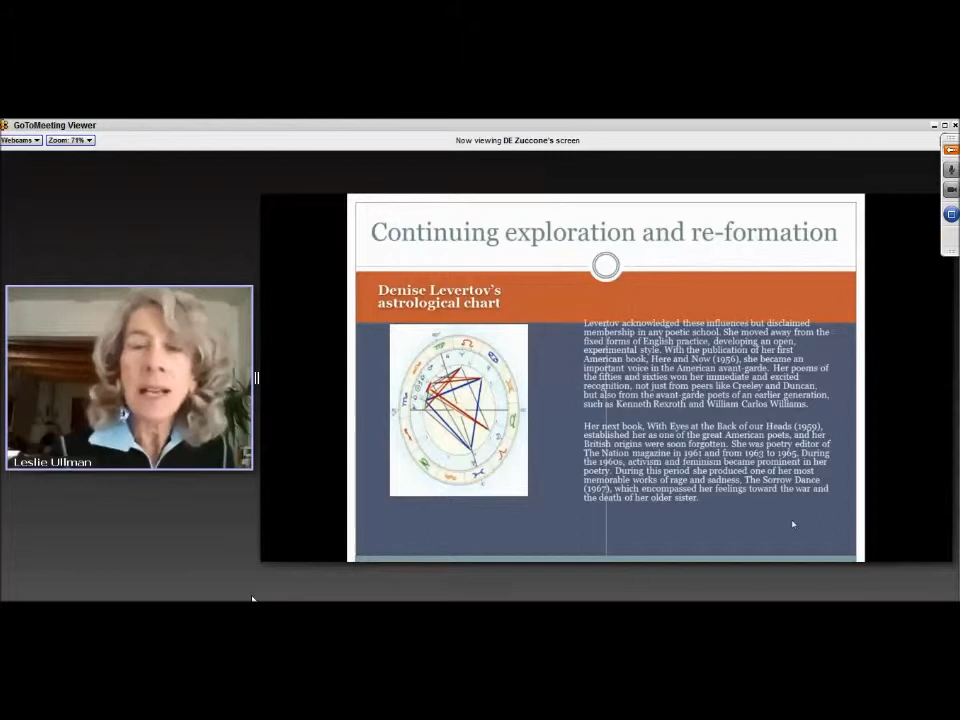 GoToMeeting Viewer
Webcams
Zoom: 71%
Now viewing DE Zuccone's screen
Continuing exploration and re-formation
Denise Levertov's
astrological chart
Levertov acknowledged these influences but disclaimed
membership in any poetic school. She moved away from the
fixed forms of English practice, developing an open,
experimental style. With the publication of her first
American book, Here and Now (1956), she became an
important voice in the American avant-garde. Her poems of
the fifties and sixties won her immediate and excited
recognition, not just from peers like Creeley and Duncan,
but also from the avant-garde poets of an earlier generation,
such as Kenneth Rexroth and William Carlos Williams.
Her next book, With Eyes at the Back of our Heads (1959),
established her as one of the great American poets, and her
British origins were soon forgotten. She was poetry editor of
The Nation magazine in 1961 and from 1963 to 1965. During
the 1960s, activism and feminism became prominent in her
poetry. During this period she produced one of her most
memorable works of rage and sadness, The Sorrow Dance
(1967), which encompassed her feelings toward the war and
the death of her older sister.
Leslie Ullman